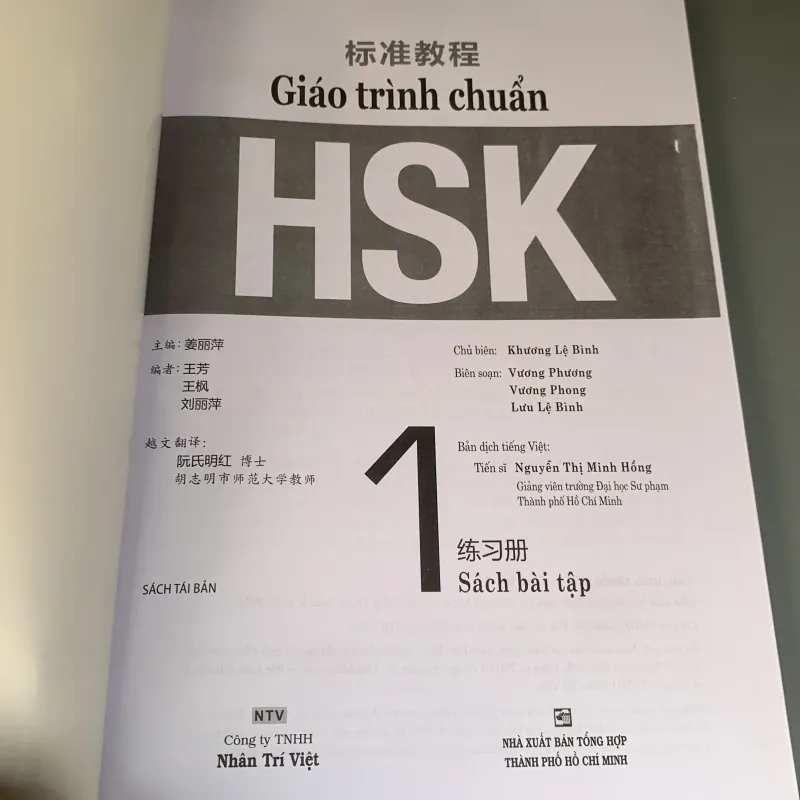 标准教程
Giáo trình chuẩn
HSK
主编: 姜丽萍
编者: 王芳
王枫
刘丽萍
越文翻译:
阮氏明红 博士
胡志明市师范大学教师
Chủ biên: Khương Lệ Bình
Biên soạn: Vương Phương
Vương Phong
Lưu Lệ Bình
Bản dịch tiếng Việt:
Tiến sĩ Nguyễn Thị Minh Hồng
Giảng viên trường Đại học Sư phạm
Thành phố Hồ Chí Minh
1
练习册
Sách bài tập
SÁCH TÁI BẢN
NTV
Công ty TNHH
Nhân Trí Việt
NHÀ XUẤT BẢN TỔNG HỢP
THÀNH PHỐ HỒ CHÍ MINH